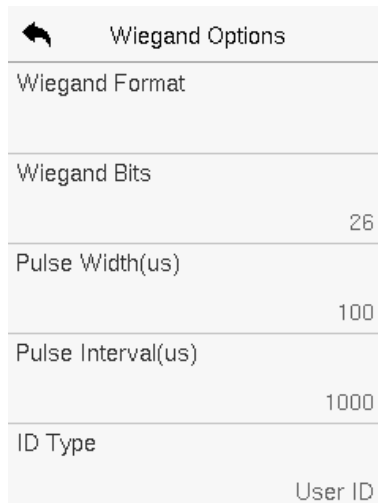 Wiegand Options
Wiegand Format
Wiegand Bits
26
Pulse Width(us)
100
Pulse Interval(us)
1000
ID Type
User ID